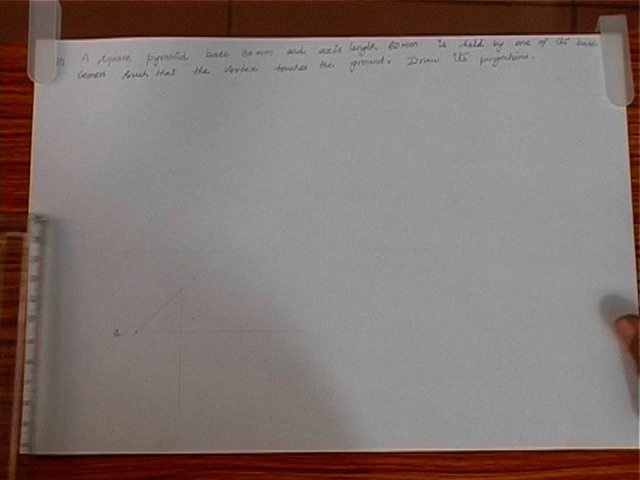 10. A square pyramid base 30 mm and axis length 60 mm is held by one of its base
corners such that the vertex touches the ground. Draw its projections.
a